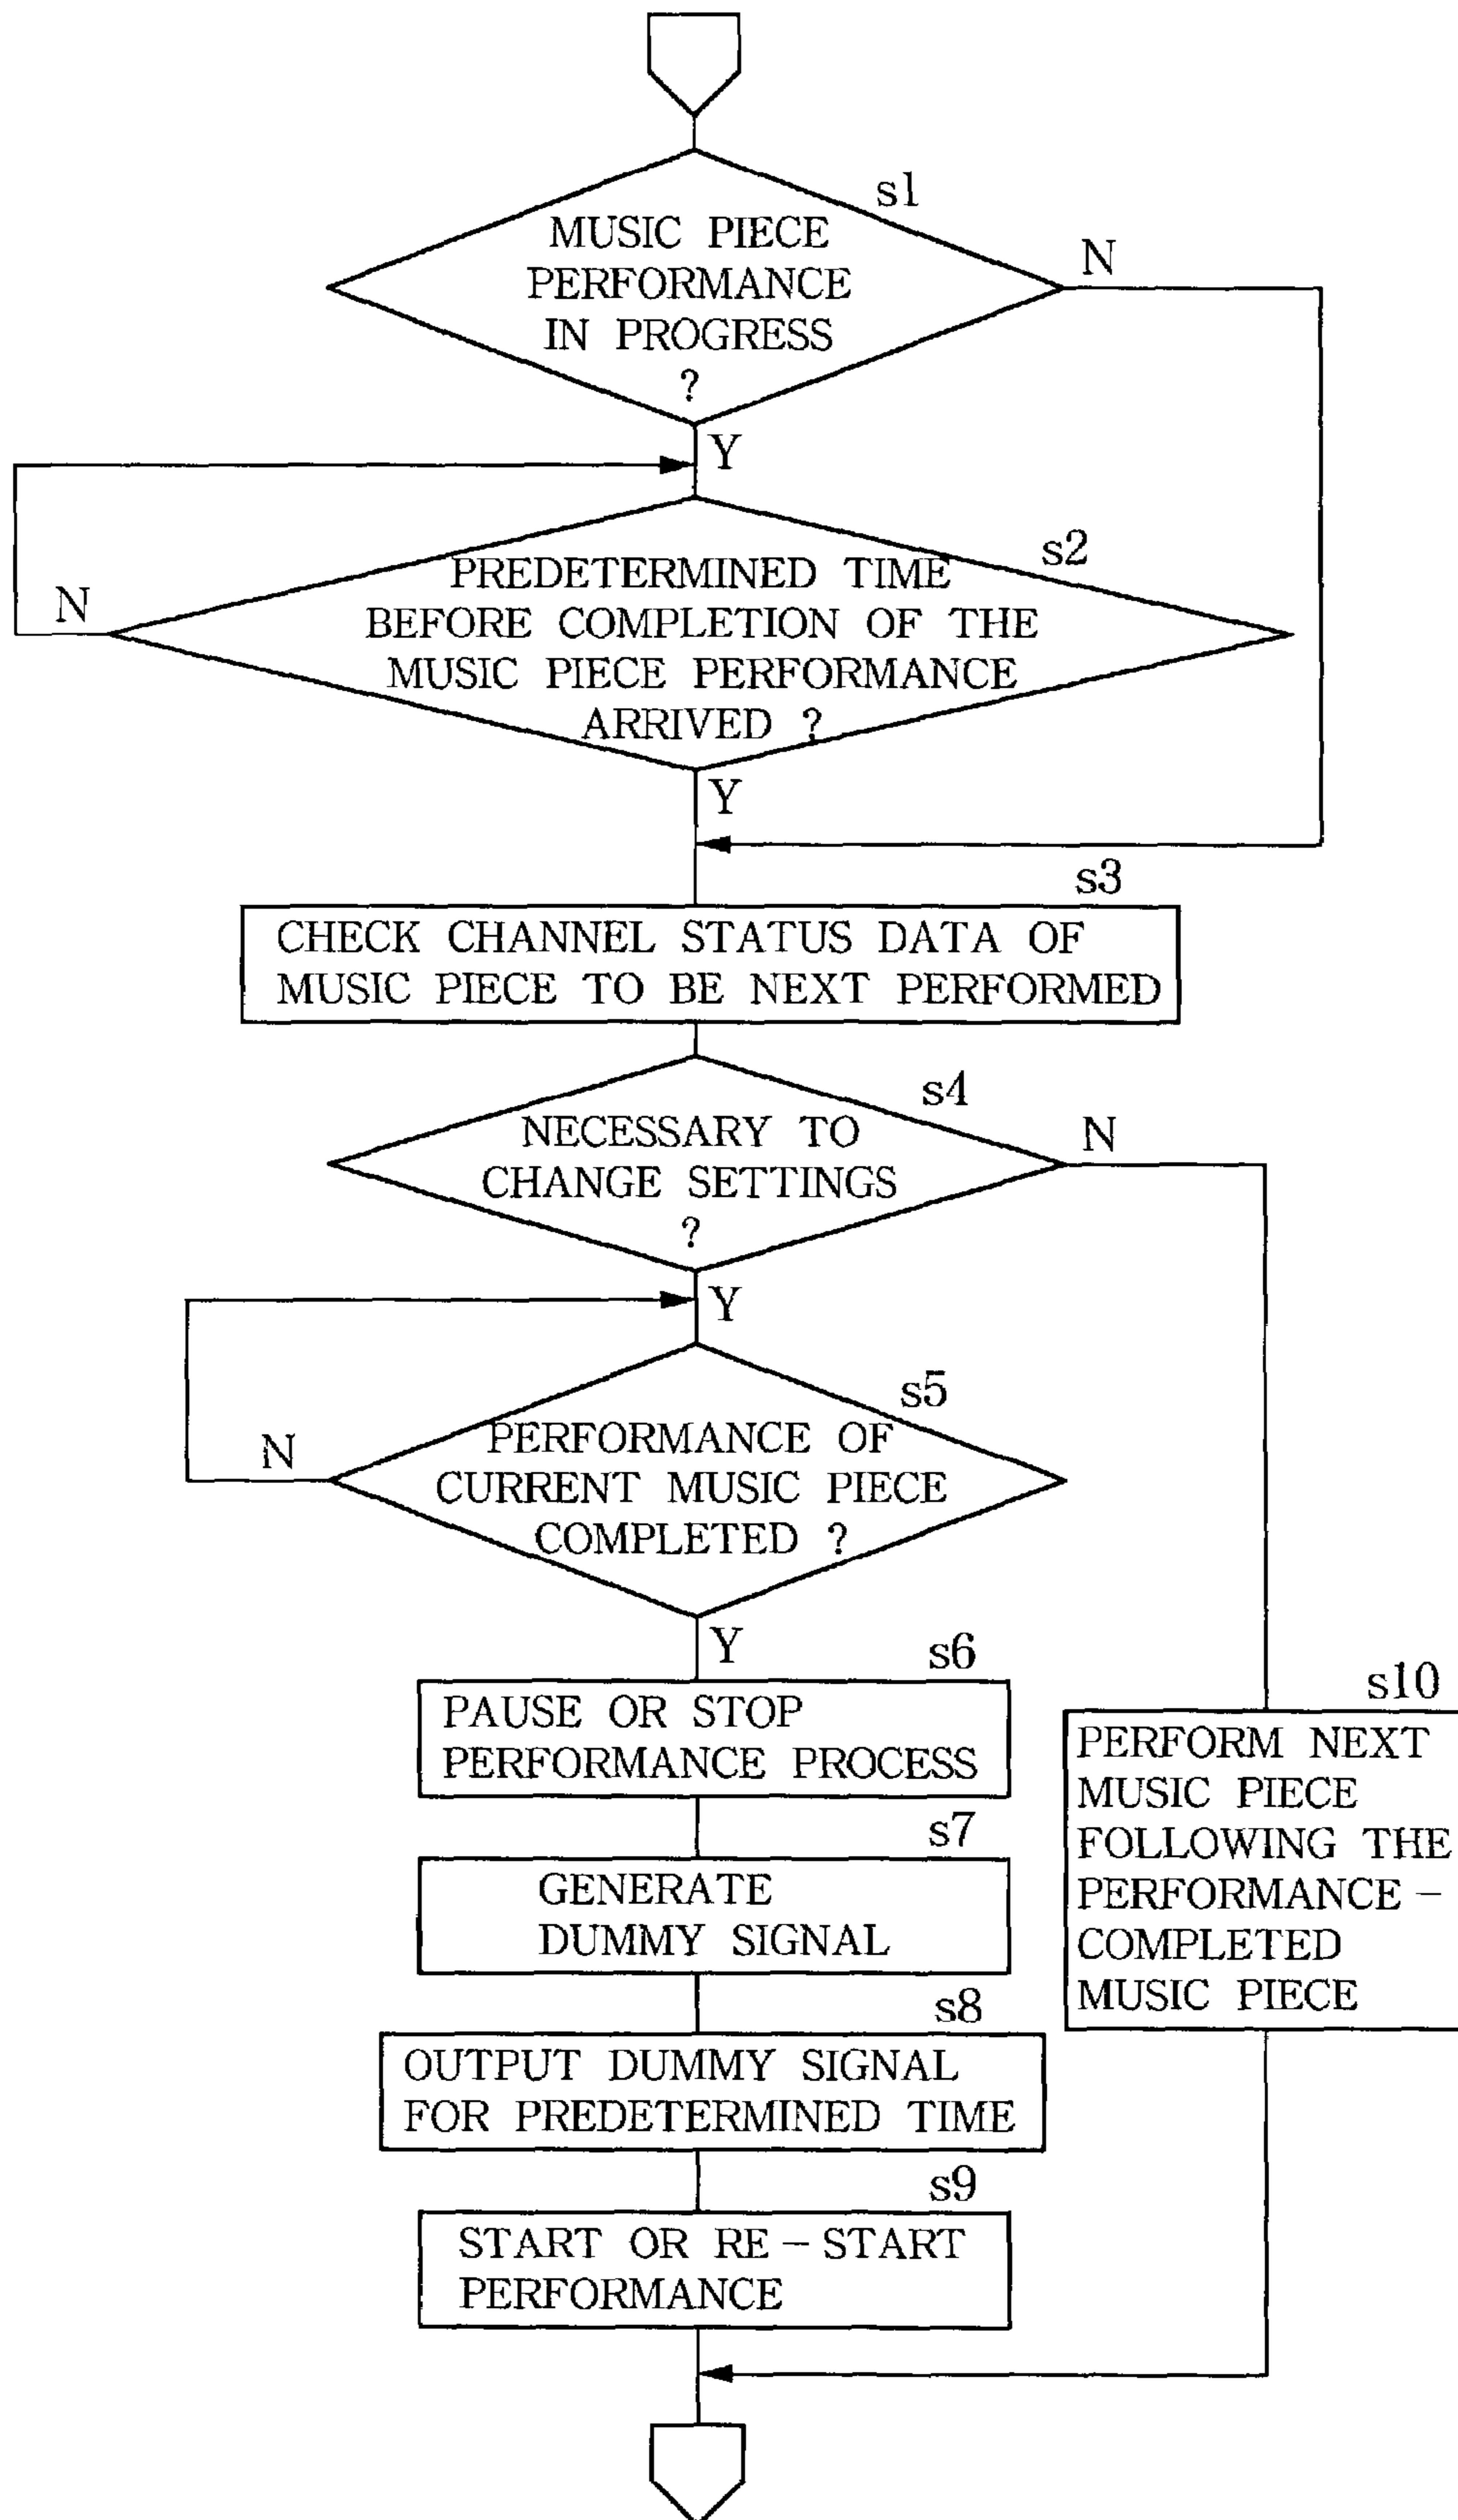 s1
MUSIC PIECE
PERFORMANCE
IN PROGRESS
?
N
Y
s2
PREDETERMINED TIME
BEFORE COMPLETION OF THE
MUSIC PIECE PERFORMANCE
ARRIVED ?
N
Y
s3
CHECK CHANNEL STATUS DATA OF
MUSIC PIECE TO BE NEXT PERFORMED
s4
NECESSARY TO
CHANGE SETTINGS
?
N
Y
s5
PERFORMANCE OF
CURRENT MUSIC PIECE
COMPLETED ?
N
Y
s6
PAUSE OR STOP
PERFORMANCE PROCESS
s7
GENERATE
DUMMY SIGNAL
s8
OUTPUT DUMMY SIGNAL
FOR PREDETERMINED TIME
s9
START OR RE-START
PERFORMANCE
s10
PERFORM NEXT
MUSIC PIECE
FOLLOWING THE
PERFORMANCE-
COMPLETED
MUSIC PIECE